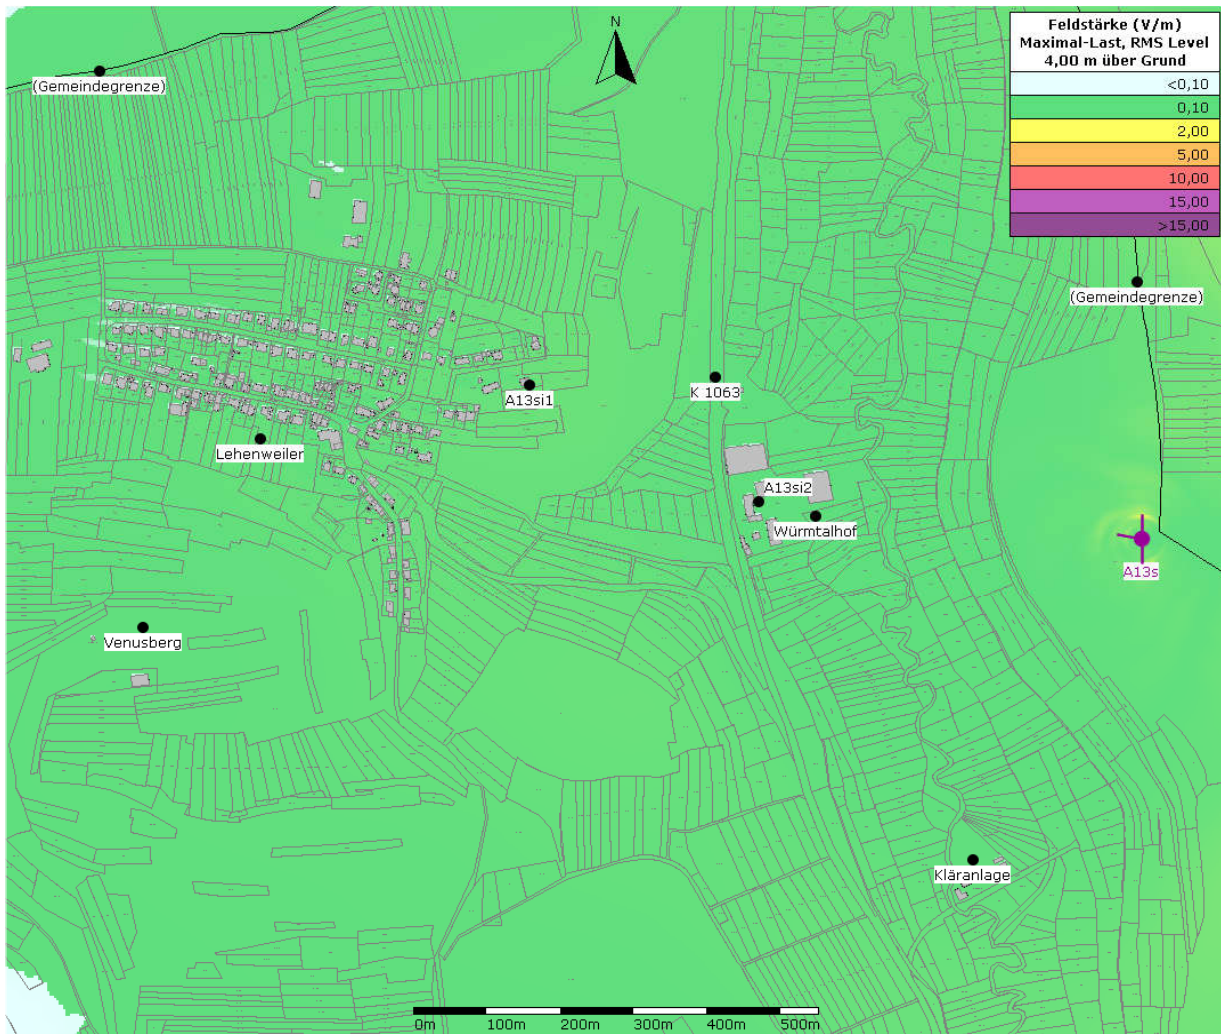 N
Feldstärke (V/m)
Maximal-Last, RMS Level
4,00 m über Grund
<0,10
0,10
2,00
5,00
10,00
15,00
>15,00
(Gemeindegrenze)
(Gemeindegrenze)
K 1063
A13si1
Lehenweiler
A13si2
Würmtalhof
A13s
Venusberg
Kläranlage
0m 100m 200m 300m 400m 500m